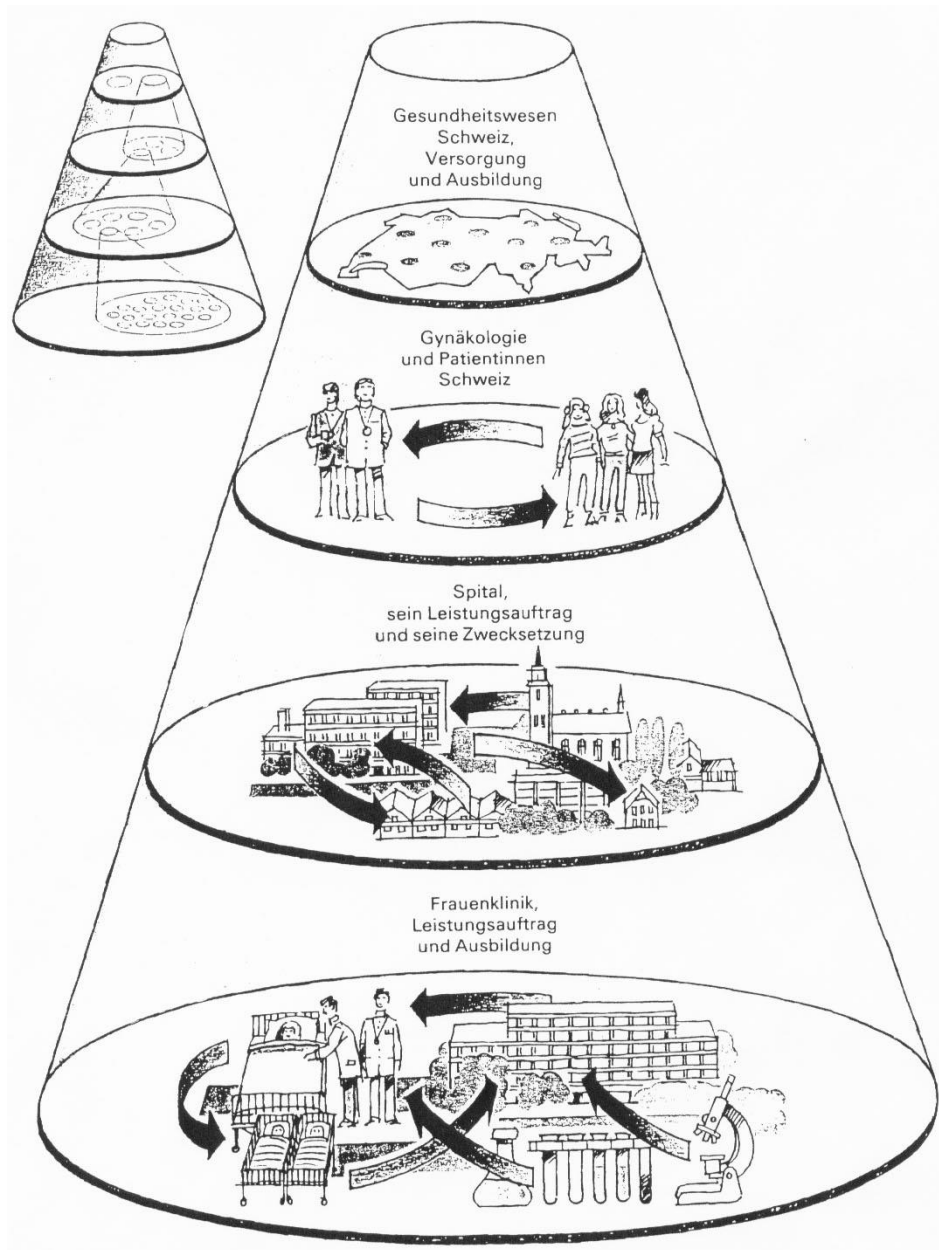 Gesundheitswesen
Schweiz,
Versorgung
und Ausbildung
Gynäkologie
und Patientinnen
Schweiz
Spital,
sein Leistungsauftrag
und seine Zwecksetzung
Frauenklinik,
Leistungsauftrag
und Ausbildung